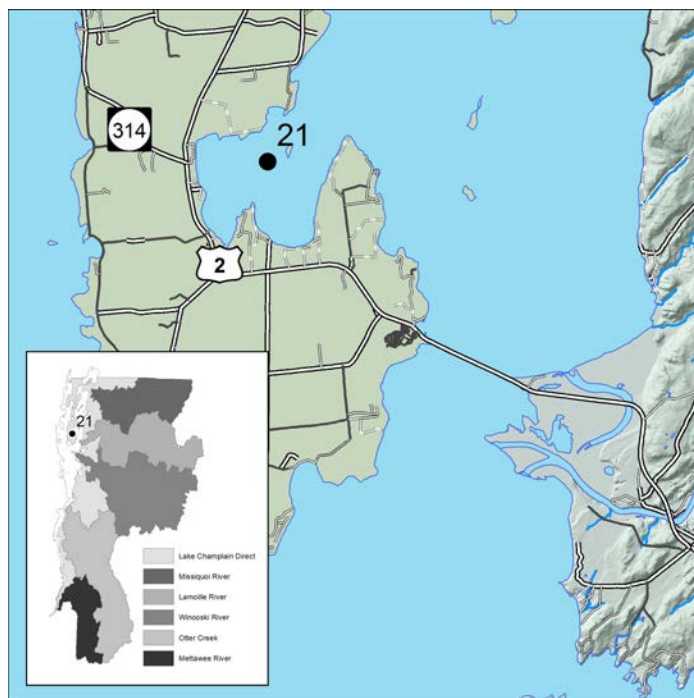 314
21
2
21
Lake Champlain Direct
Missiquoi River
Lamoille River
Winooski River
Otter Creek
Mettawee River